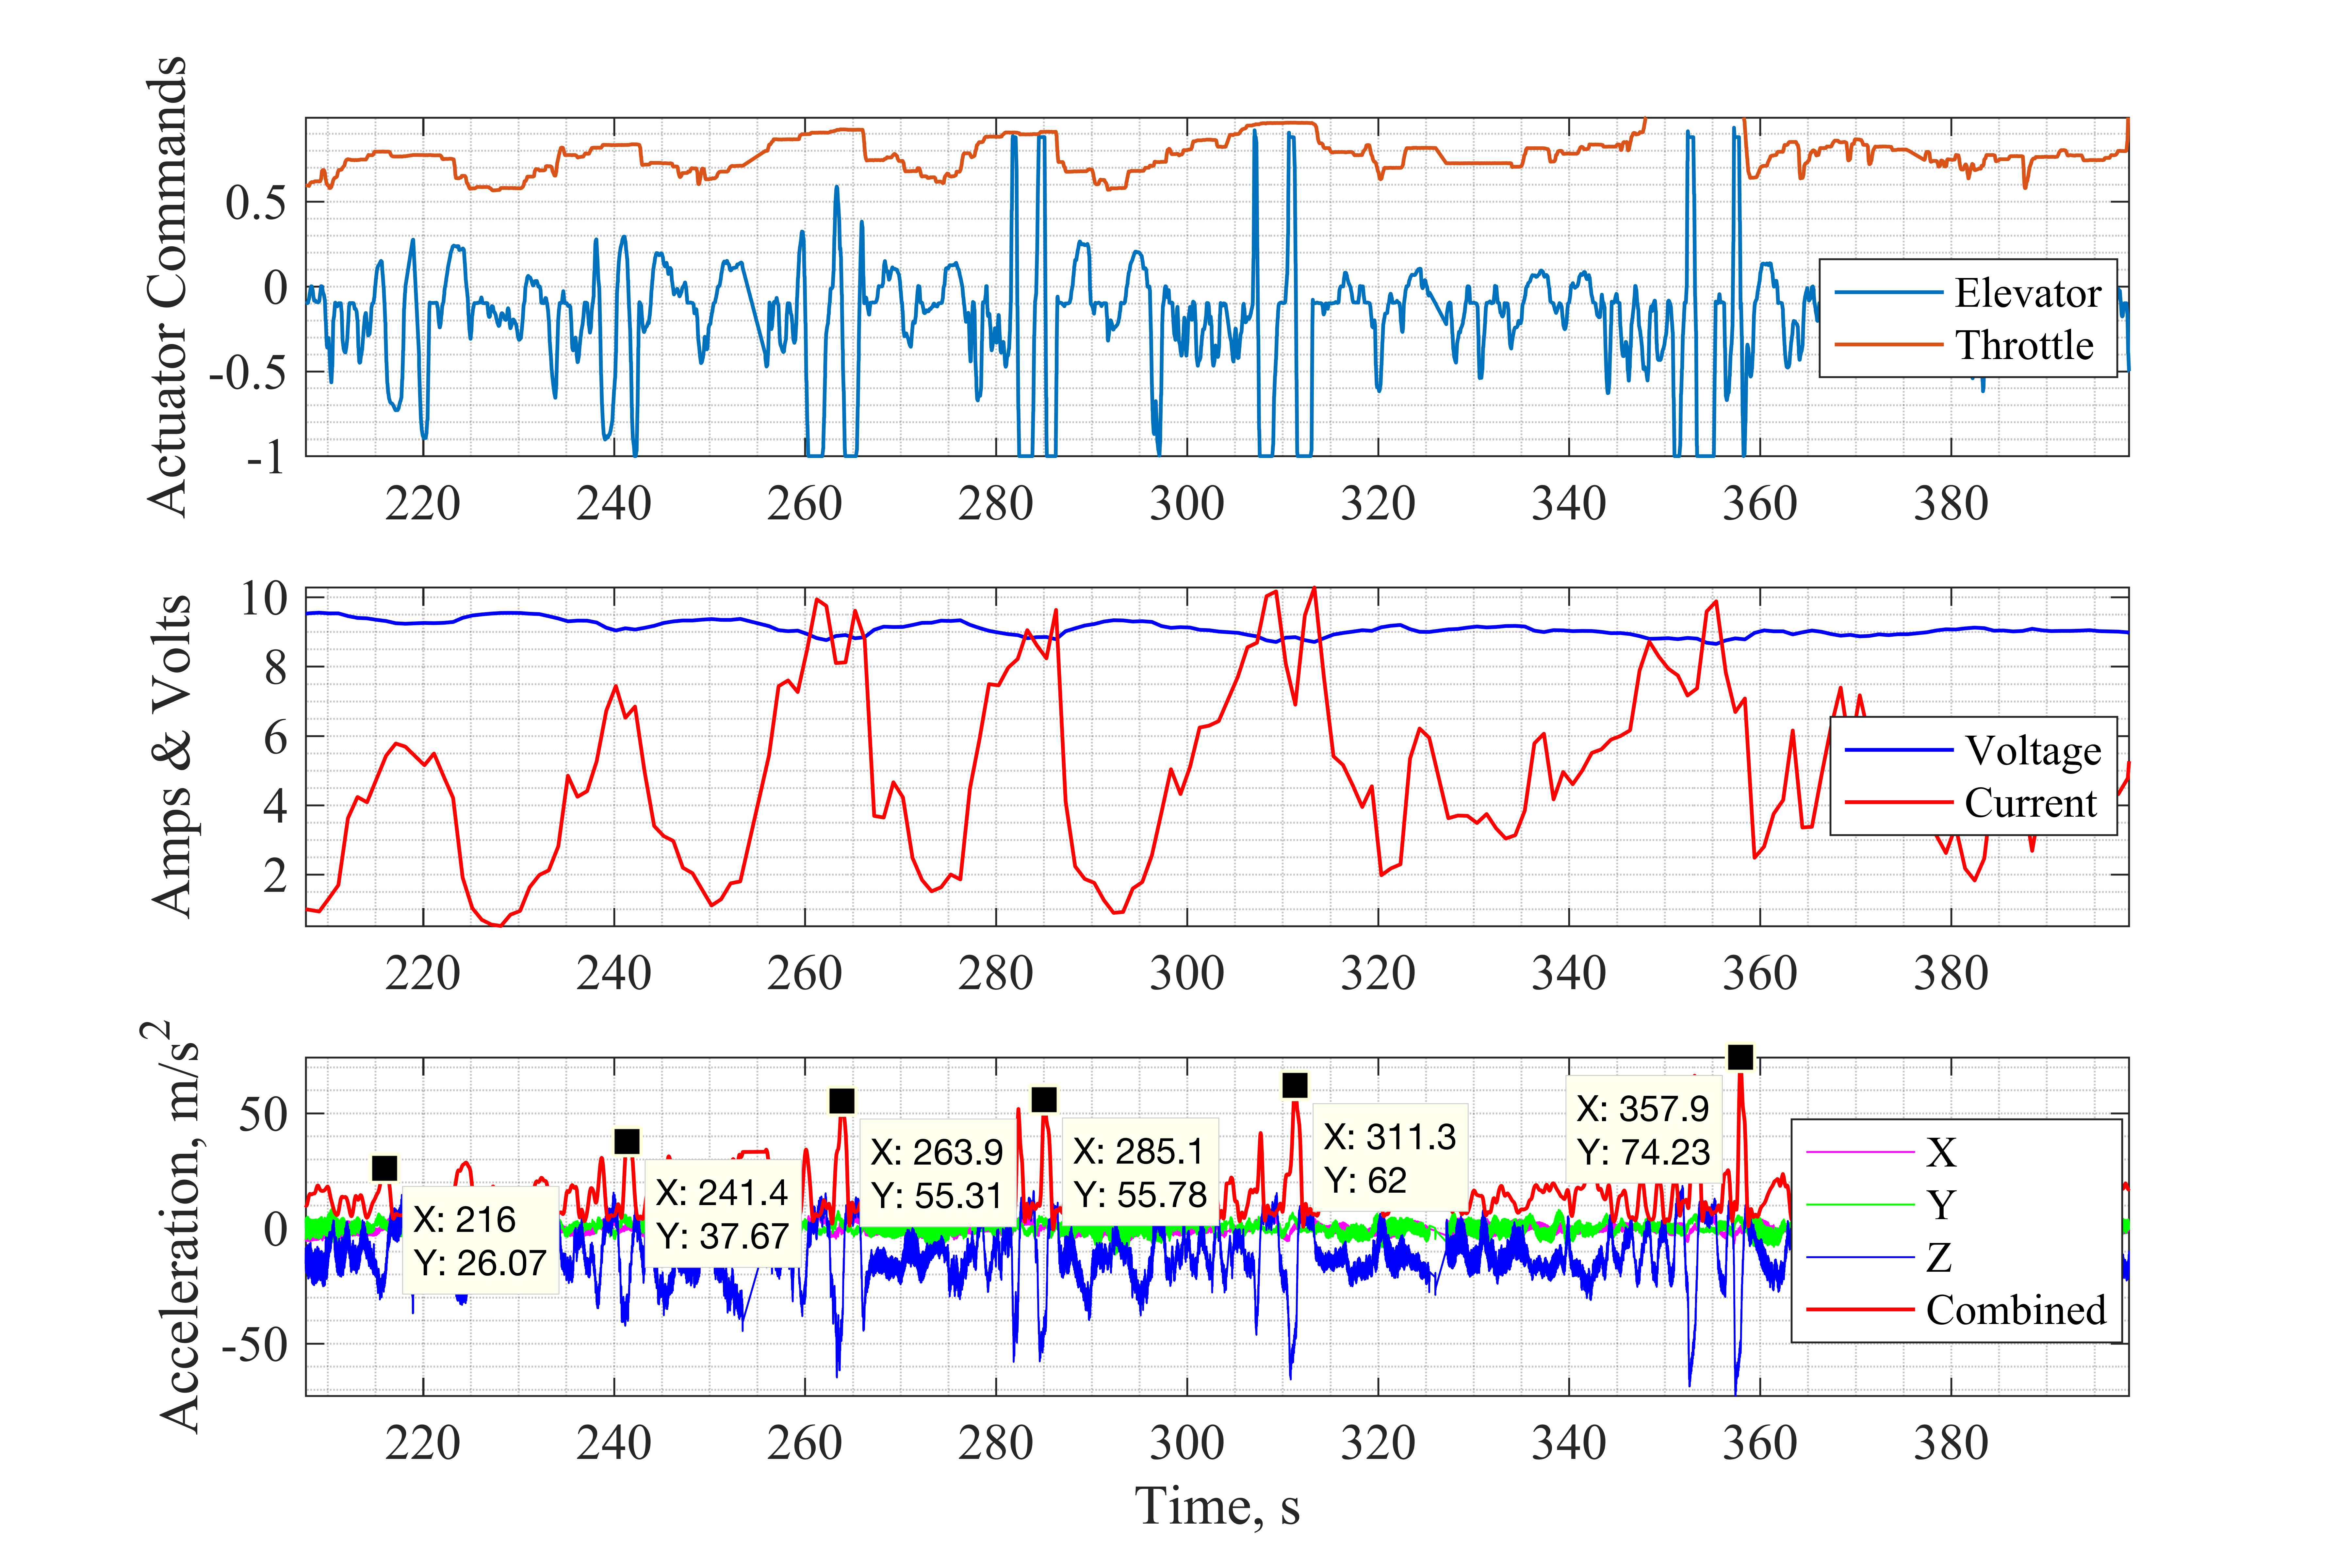 Actuator Commands
0.5
0
-0.5
-1
Elevator
Throttle
220 240 260 280 300 320 340 360 380
Amps & Volts
10
8
6
4
2
Voltage
Current
220 240 260 280 300 320 340 360 380
Acceleration, m/s2
50
0
-50
X: 216
Y: 26.07
X: 241.4
Y: 37.67
X: 263.9
Y: 55.31
X: 285.1
Y: 55.78
X: 311.3
Y: 62
X: 357.9
Y: 74.23
X
Y
Z
Combined
220 240 260 280 300 320 340 360 380
Time, s